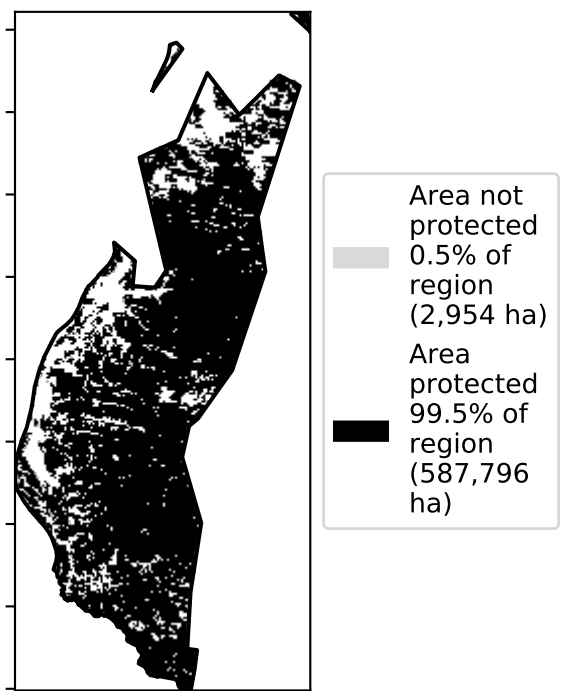 Area not
protected
0.5% of
region
(2,954 ha)
Area
protected
99.5% of
region
(587,796
ha)